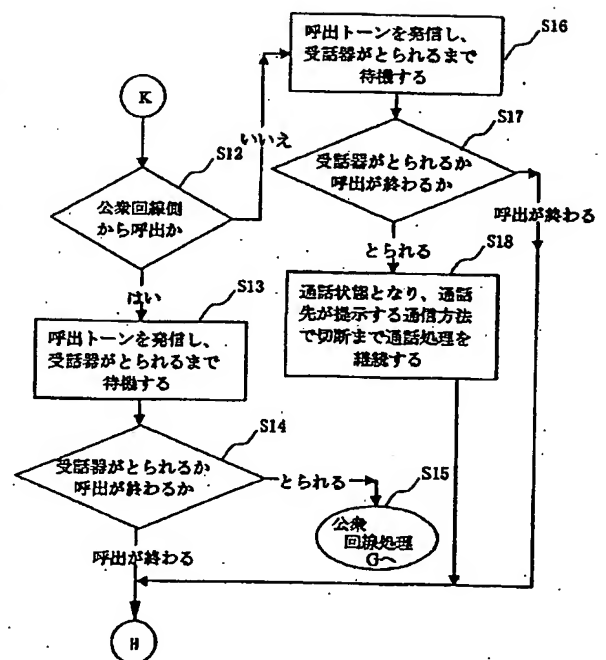 K
S12
公衆回線側
から呼出か
いいえ
はい
S13
呼出トーンを発信し、
受話器がとられるまで
待機する
S14
受話器がとられるか
呼出が終わるか
とられる
S15
公衆
回線処理
Gへ
呼出が終わる
H
S16
呼出トーンを発信し、
受話器がとられるまで
待機する
S17
受話器がとられるか
呼出が終わるか
呼出が終わる
とられる
S18
通話状態となり、通話
先が提示する通信方法
で切断まで通話処理を
継続する